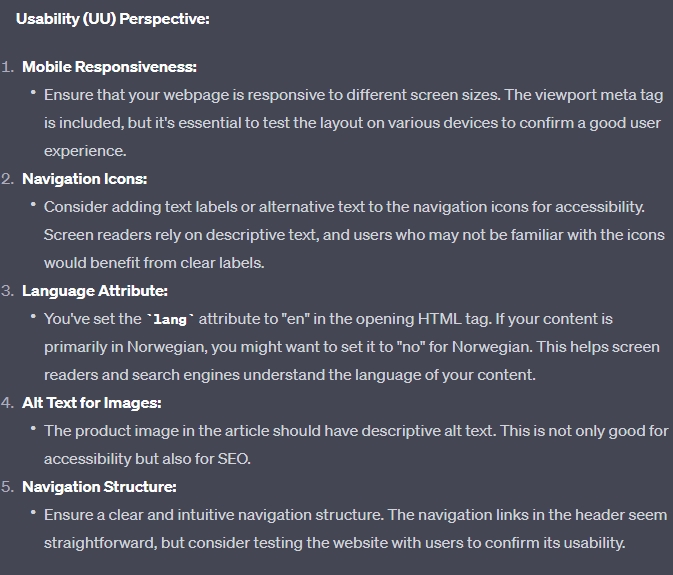 Usability (UU) Perspective:
1. Mobile Responsiveness:
• Ensure that your webpage is responsive to different screen sizes. The viewport meta tag
is included, but it's essential to test the layout on various devices to confirm a good user
experience.
2. Navigation Icons:
• Consider adding text labels or alternative text to the navigation icons for accessibility.
Screen readers rely on descriptive text, and users who may not be familiar with the icons
would benefit from clear labels.
3. Language Attribute:
• You've set the `lang` attribute to "en" in the opening HTML tag. If your content is
primarily in Norwegian, you might want to set it to "no" for Norwegian. This helps screen
readers and search engines understand the language of your content.
4. Alt Text for Images:
• The product image in the article should have descriptive alt text. This is not only good for
accessibility but also for SEO.
5. Navigation Structure:
• Ensure a clear and intuitive navigation structure. The navigation links in the header seem
straightforward, but consider testing the website with users to confirm its usability.